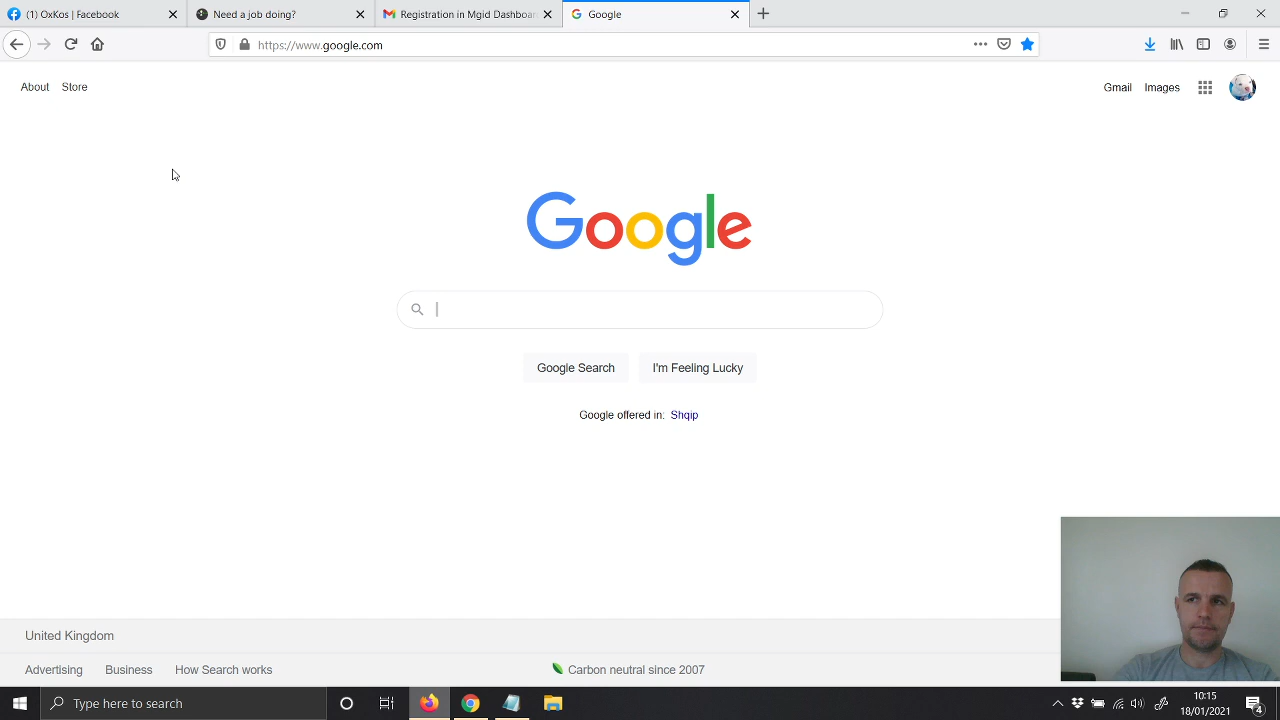 (1) OxKos | Facebook
Need a job doing?
Registration in Mgid Dashboar
Google
https://www.google.com
About Store
Gmail Images
Google
Google Search
I'm Feeling Lucky
Google offered in: Shqip
United Kingdom
Advertising Business How Search works
Carbon neutral since 2007
Type here to search
10:15
18/01/2021
4